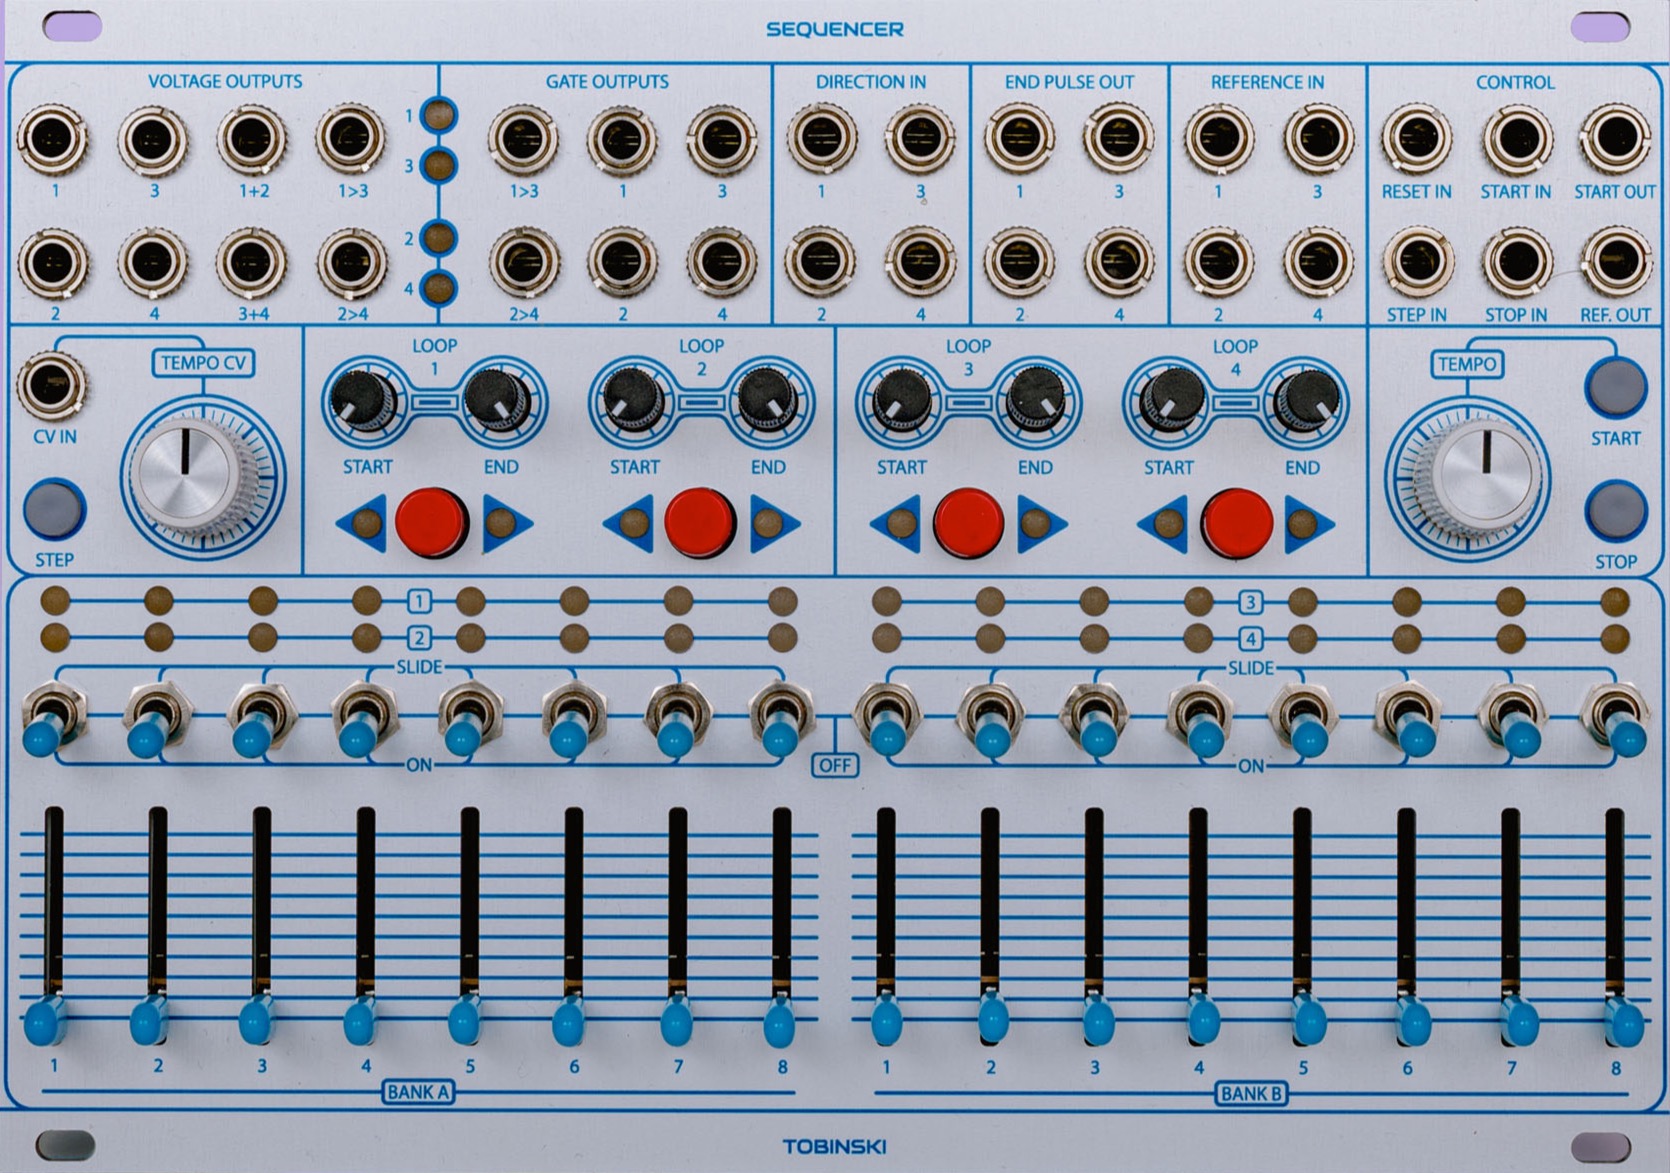 SEQUENCER
VOLTAGE OUTPUTS GATE OUTPUTS DIRECTION IN END PULSE OUT REFERENCE IN CONTROL
1
3
1 3 1+2 1>3 1>3 1 3 1 3 1 3 1 3 RESET IN START IN START OUT
2
4
2 4 3+4 2>4 2>4 2 4 2 4 2 4 2 4 STEP IN STOP IN REF. OUT
TEMPO CV LOOP LOOP LOOP LOOP TEMPO
1 2 3 4
CV IN START
START END START END START END START END
STEP STOP
1 3
2 4
SLIDE SLIDE
ON OFF ON
1 2 3 4 5 6 7 8 1 2 3 4 5 6 7 8
BANK A BANK B
TOBINSKI